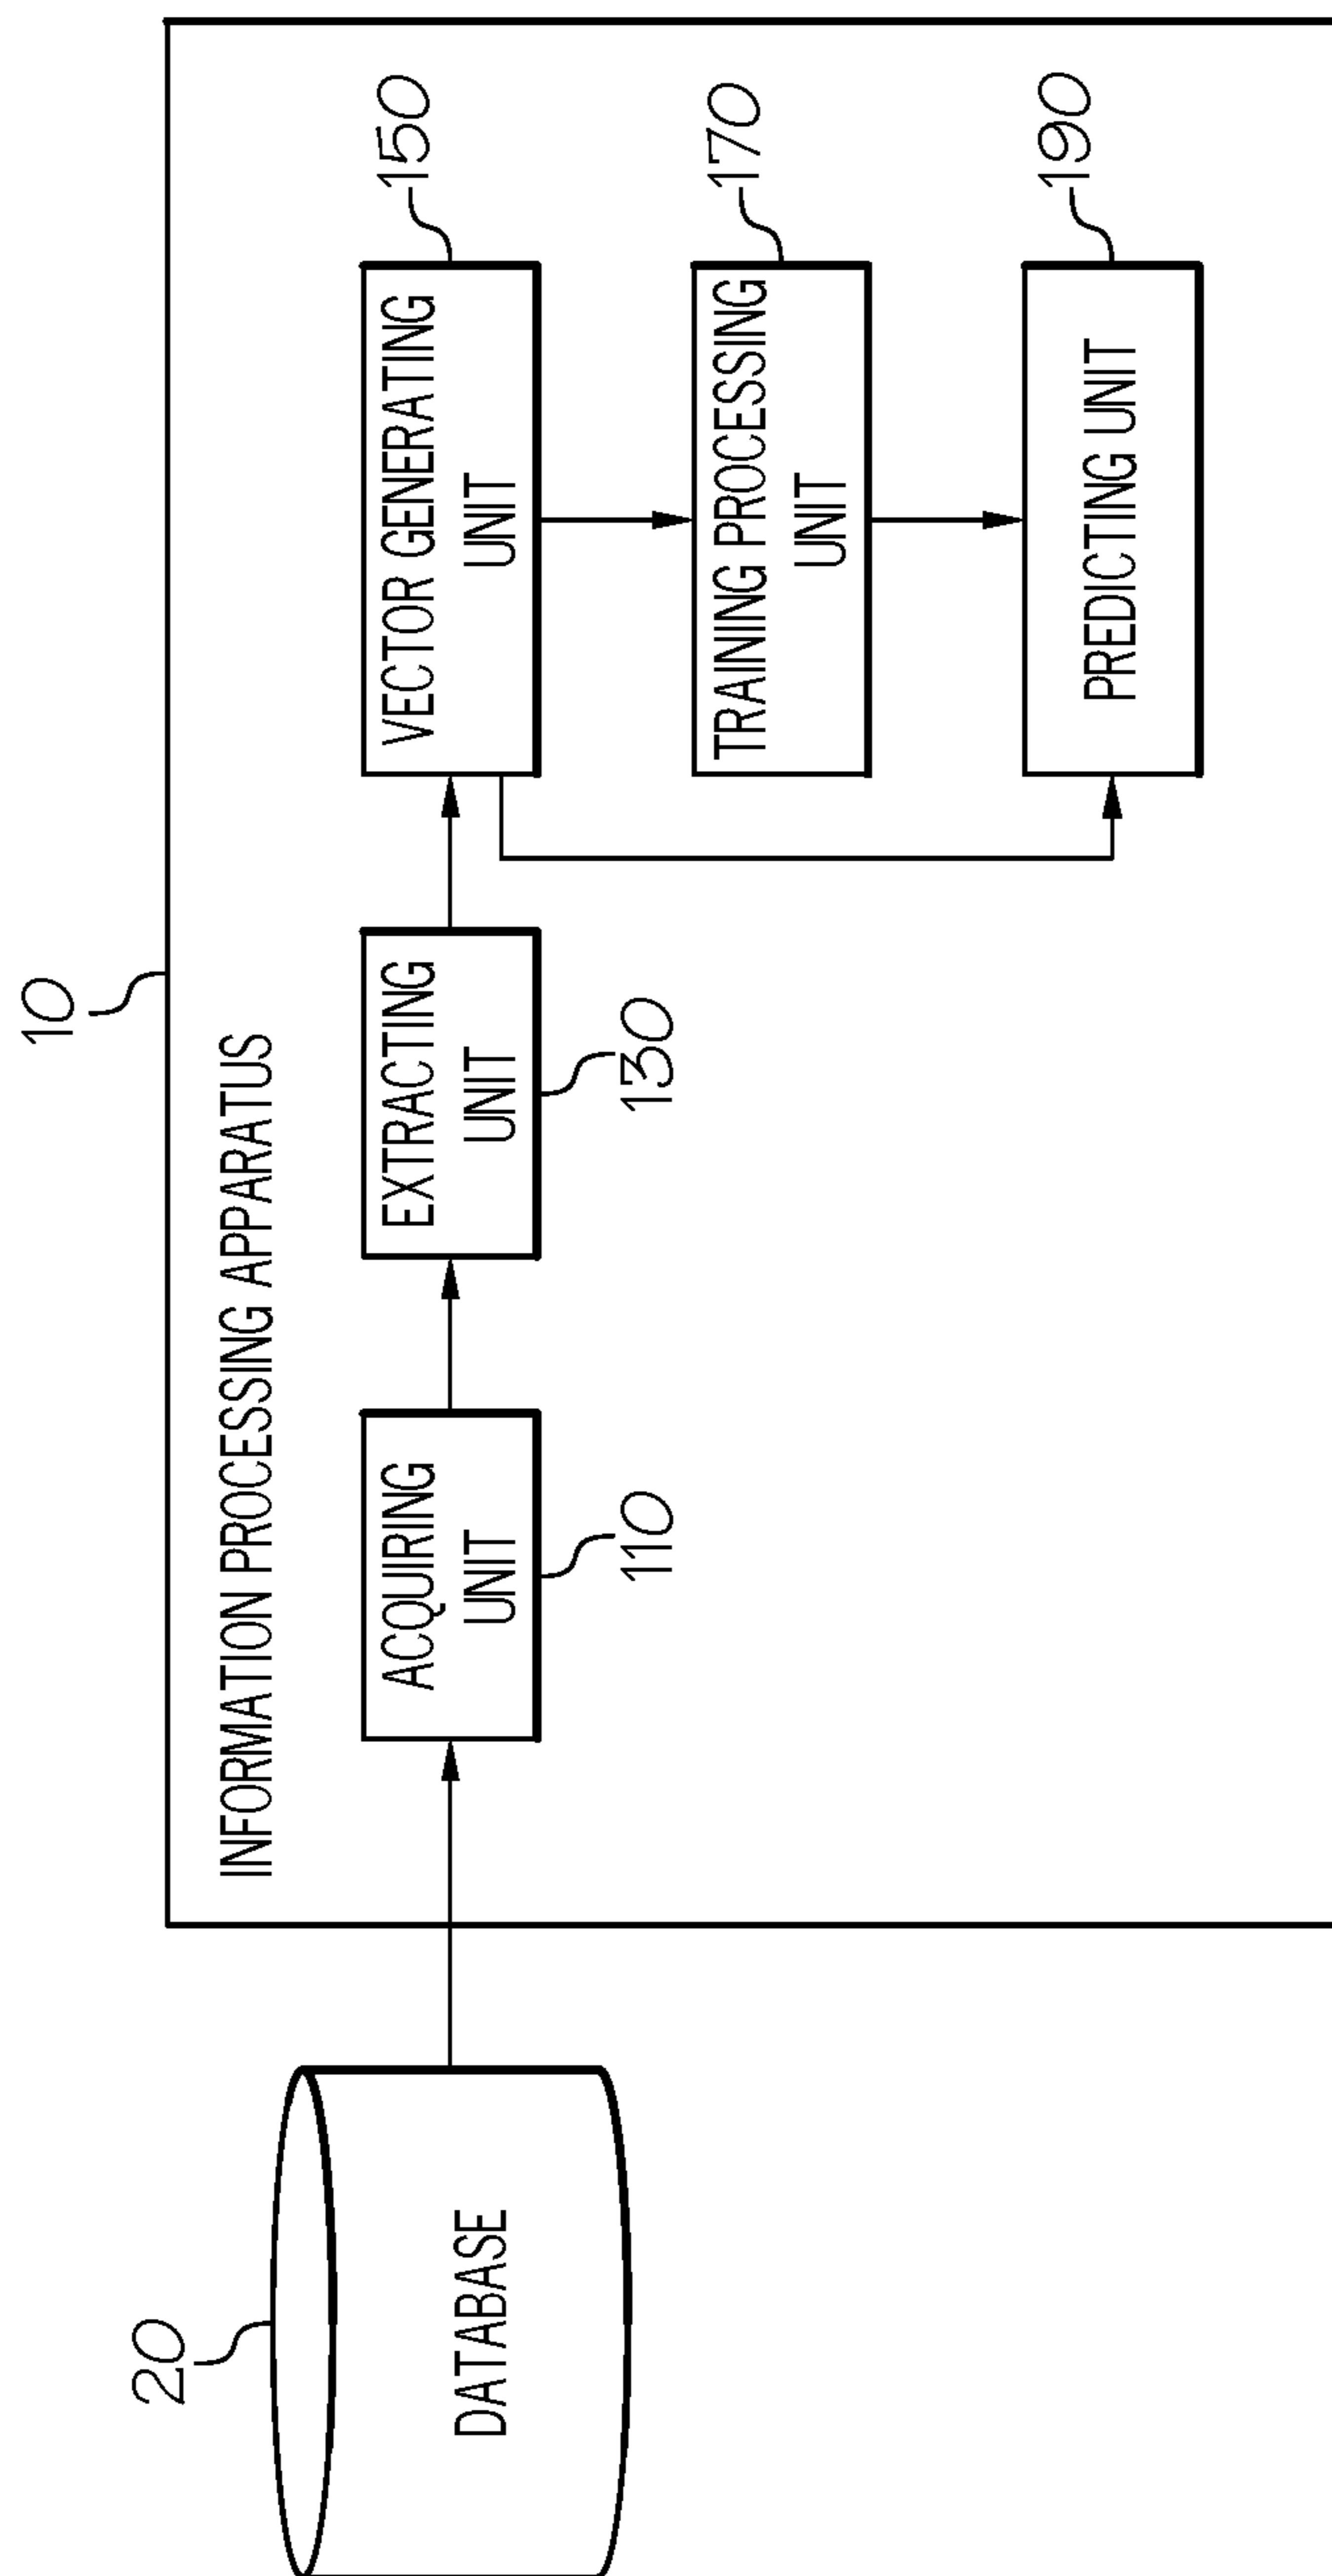 10
INFORMATION PROCESSING APPARATUS
20
DATABASE
ACQUIRING
UNIT
110
EXTRACTING
UNIT
130
VECTOR GENERATING
UNIT
150
TRAINING PROCESSING
UNIT
170
PREDICTING UNIT
190